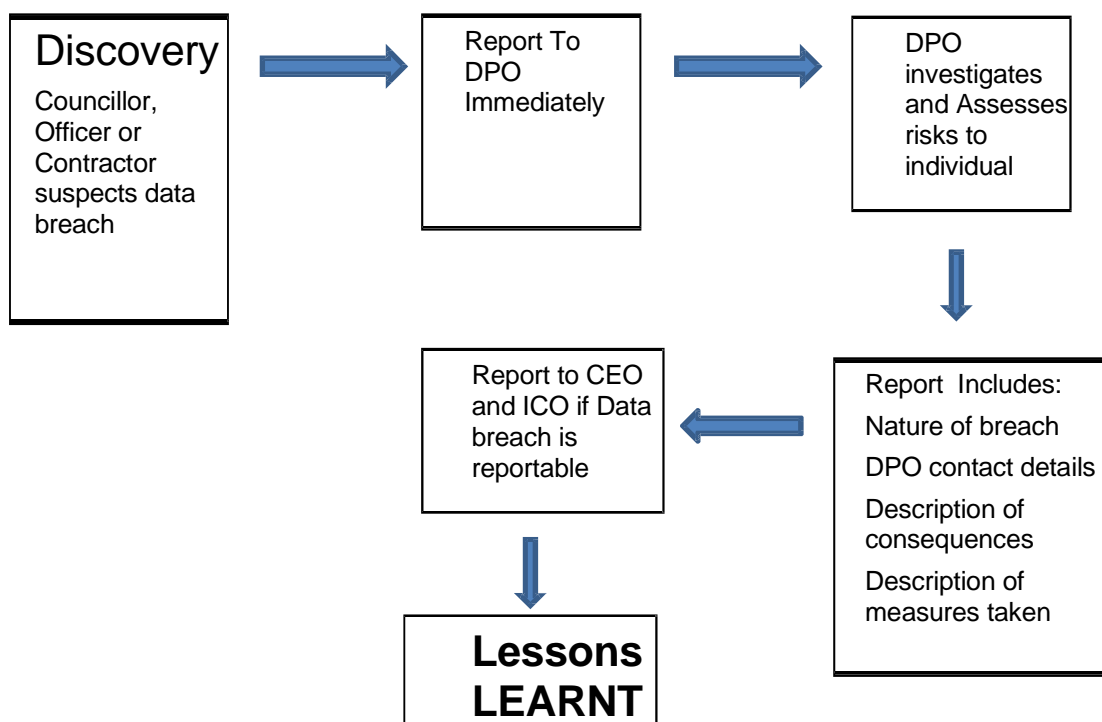 Discovery
Councillor,
Officer or
Contractor
suspects data
breach
Report To
DPO
Immediately
DPO
investigates
and Assesses
risks to
individual
Report Includes:
Nature of breach
DPO contact details
Description of
consequences
Description of
measures taken
Report to CEO
and ICO if Data
breach is
reportable
Lessons
LEARNT